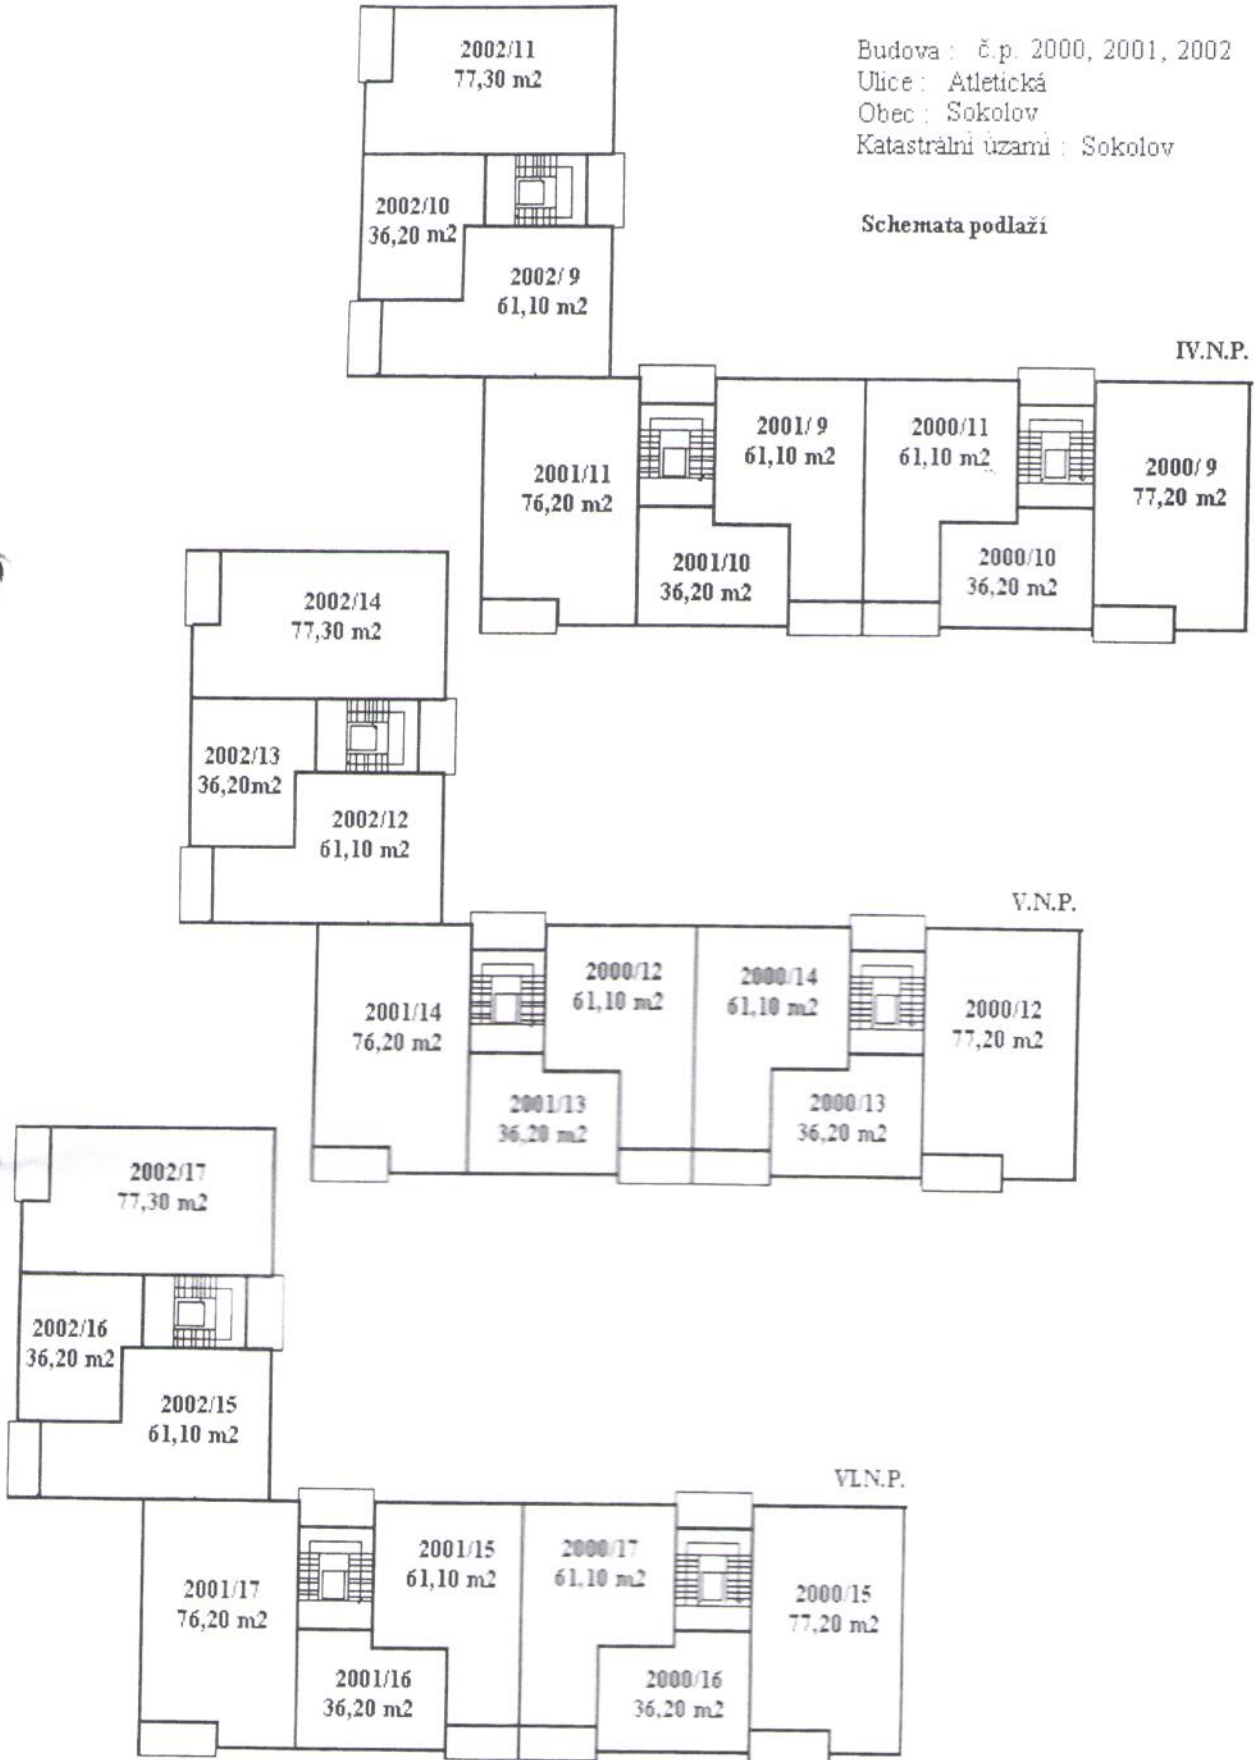 Budova : č.p. 2000, 2001, 2002
Ulice : Atletická
Obec : Sokolov
Katastrálni územi : Sokolov
Schemata podlaží
IV.N.P.
2002/11
77,30 m2
2002/10
36,20 m2
2002/ 9
61,10 m2
2001/11
76,20 m2
2001/10
36,20 m2
2001/ 9
61,10 m2
2000/11
61,10 m2
2000/10
36,20 m2
2000/ 9
77,20 m2
V.N.P.
2002/14
77,30 m2
2002/13
36,20m2
2002/12
61,10 m2
2001/14
76,20 m2
2001/13
36,20 m2
2000/12
61,10 m2
2000/14
61,10 m2
2000/13
36,20 m2
2000/12
77,20 m2
VI.N.P.
2002/17
77,30 m2
2002/16
36,20 m2
2002/15
61,10 m2
2001/17
76,20 m2
2001/16
36,20 m2
2001/15
61,10 m2
2000/17
61,10 m2
2000/16
36,20 m2
2000/15
77,20 m2